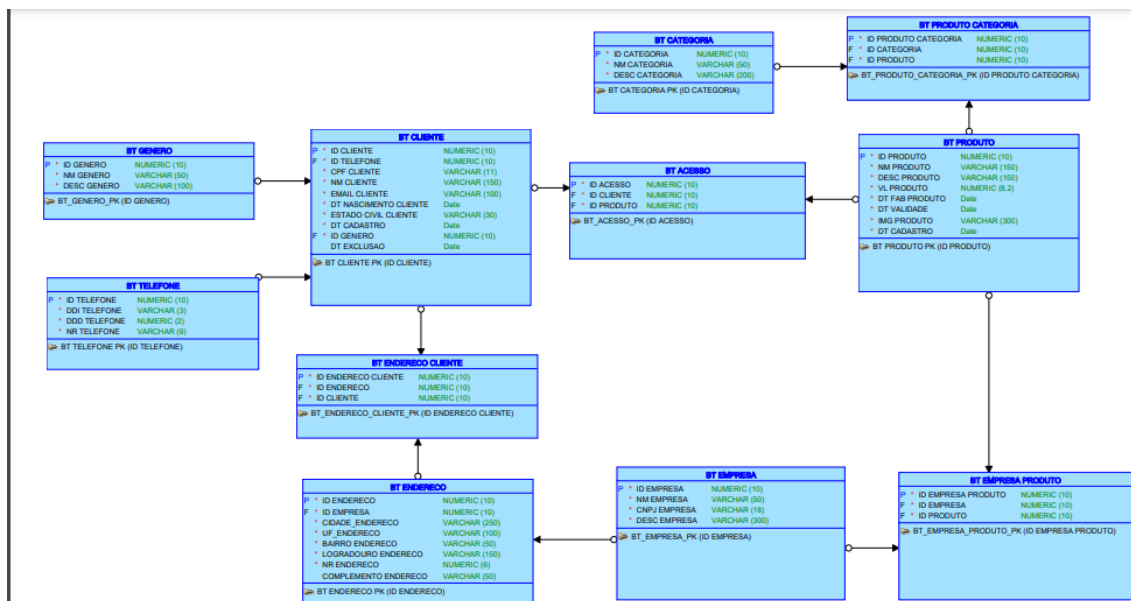 BT PRODUTO CATEGORIA
P * ID PRODUTO CATEGORIA NUMERIC (10)
F * ID CATEGORIA NUMERIC (10)
F * ID PRODUTO NUMERIC (10)
BT_PRODUTO_CATEGORIA_PK (ID PRODUTO CATEGORIA)
BT CATEGORIA
P * ID CATEGORIA NUMERIC (10)
* NM CATEGORIA VARCHAR (50)
* DESC CATEGORIA VARCHAR (200)
BT CATEGORIA PK (ID CATEGORIA)
BT GENERO
P * ID GENERO NUMERIC (10)
* NM GENERO VARCHAR (50)
* DESC GENERO VARCHAR (100)
BT_GENERO_PK (ID GENERO)
BT CLIENTE
P * ID CLIENTE NUMERIC (10)
F * ID TELEFONE NUMERIC (10)
* CPF CLIENTE VARCHAR (11)
* NM CLIENTE VARCHAR (150)
* EMAIL CLIENTE VARCHAR (100)
* DT NASCIMENTO CLIENTE Date
* ESTADO CIVIL CLIENTE VARCHAR (30)
* DT CADASTRO Date
F * ID GENERO NUMERIC (10)
DT EXCLUSAO Date
BT CLIENTE PK (ID CLIENTE)
BT ACESSO
P * ID ACESSO NUMERIC (10)
F * ID CLIENTE NUMERIC (10)
F * ID PRODUTO NUMERIC (10)
BT_ACESSO_PK (ID ACESSO)
BT PRODUTO
P * ID PRODUTO NUMERIC (10)
* NM PRODUTO VARCHAR (150)
* DESC PRODUTO VARCHAR (150)
* VL PRODUTO NUMERIC (8,2)
* DT FAB PRODUTO Date
* DT VALIDADE Date
* IMG PRODUTO VARCHAR (300)
* DT CADASTRO Date
BT PRODUTO PK (ID PRODUTO)
BT TELEFONE
P * ID TELEFONE NUMERIC (10)
* DDI TELEFONE VARCHAR (3)
* DDD TELEFONE NUMERIC (2)
* NR TELEFONE VARCHAR (9)
BT TELEFONE PK (ID TELEFONE)
BT ENDERECO CLIENTE
P * ID ENDERECO CLIENTE NUMERIC (10)
F * ID ENDERECO NUMERIC (10)
F * ID CLIENTE NUMERIC (10)
BT_ENDERECO_CLIENTE_PK (ID ENDERECO CLIENTE)
BT ENDERECO
P * ID ENDERECO NUMERIC (10)
F * ID EMPRESA NUMERIC (10)
* CIDADE_ENDERECO VARCHAR (250)
* UF_ENDERECO VARCHAR (100)
* BAIRRO ENDERECO VARCHAR (50)
* LOGRADOURO ENDERECO VARCHAR (150)
* NR ENDERECO NUMERIC (6)
COMPLEMENTO ENDERECO VARCHAR (50)
BT ENDERECO PK (ID ENDERECO)
BT EMPRESA
P * ID EMPRESA NUMERIC (10)
* NM EMPRESA VARCHAR (50)
* CNPJ EMPRESA VARCHAR (18)
* DESC EMPRESA VARCHAR (300)
BT_EMPRESA_PK (ID EMPRESA)
BT EMPRESA PRODUTO
P * ID EMPRESA PRODUTO NUMERIC (10)
F * ID EMPRESA NUMERIC (10)
F * ID PRODUTO NUMERIC (10)
BT_EMPRESA_PRODUTO_PK (ID EMPRESA PRODUTO)